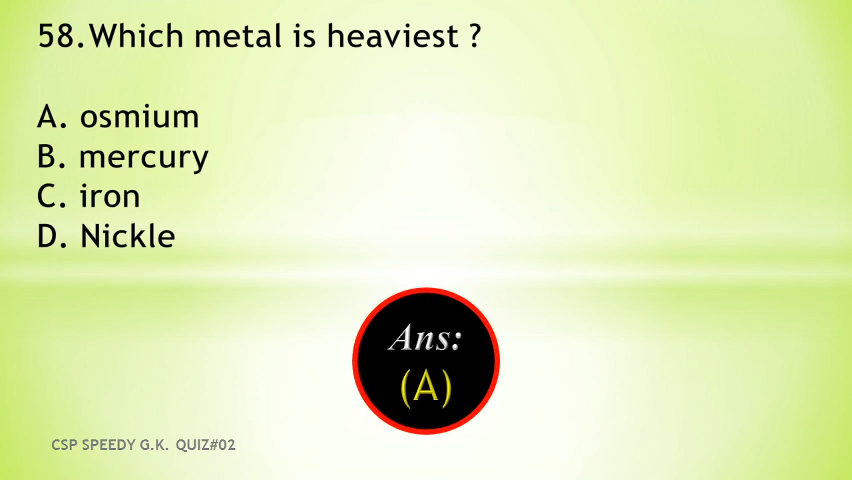 58.Which metal is heaviest ?
A. osmium
B. mercury
C. iron
D. Nickle
Ans:
(A)
CSP SPEEDY G.K. QUIZ#02